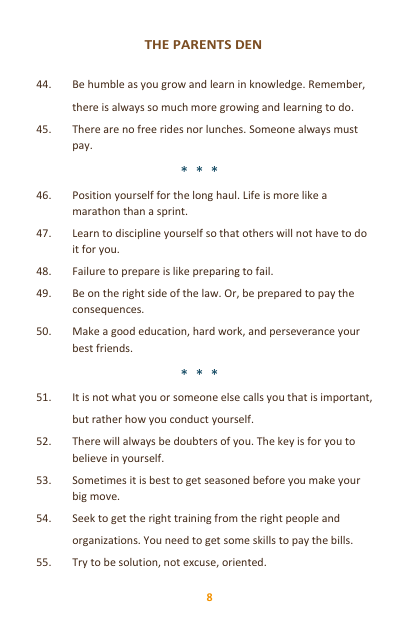 THE PARENTS DEN
44. Be humble as you grow and learn in knowledge. Remember,
there is always so much more growing and learning to do.
45. There are no free rides nor lunches. Someone always must
pay.
* * *
46. Position yourself for the long haul. Life is more like a
marathon than a sprint.
47. Learn to discipline yourself so that others will not have to do
it for you.
48. Failure to prepare is like preparing to fail.
49. Be on the right side of the law. Or, be prepared to pay the
consequences.
50. Make a good education, hard work, and perseverance your
best friends.
* * *
51. It is not what you or someone else calls you that is important,
but rather how you conduct yourself.
52. There will always be doubters of you. The key is for you to
believe in yourself.
53. Sometimes it is best to get seasoned before you make your
big move.
54. Seek to get the right training from the right people and
organizations. You need to get some skills to pay the bills.
55. Try to be solution, not excuse, oriented.
8